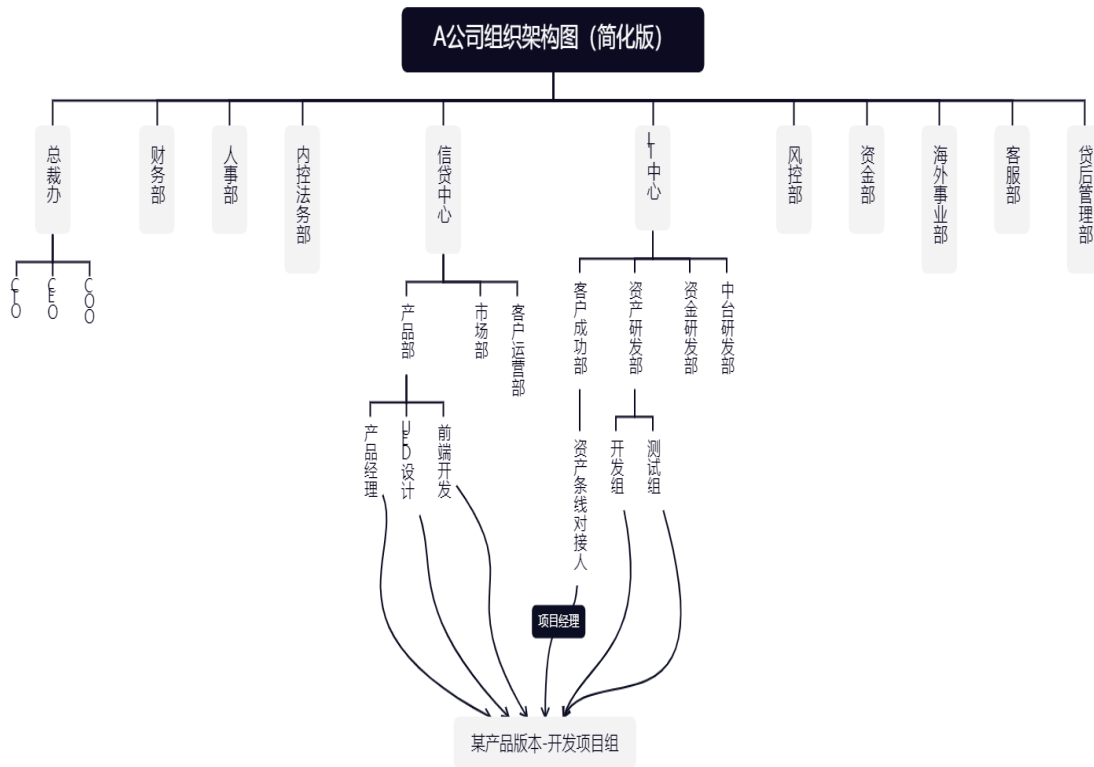 A公司组织架构图（简化版）
总裁办
财务部
人事部
内控法务部
信贷中心
IT中心
风控部
资金部
海外事业部
客服部
贷后管理部
CTO
CEO
COO
产品部
市场部
客户运营部
客户成功部
资产研发部
资金研发部
中台研发部
产品经理
UED设计
前端开发
资产条线对接人
开发组
测试组
项目经理
某产品版本-开发项目组